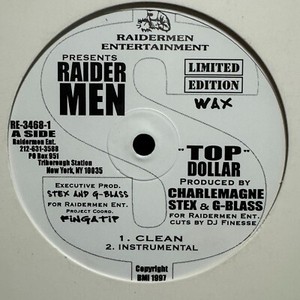 RAIDERMEN
ENTERTAINMENT
PRESENTS
RAIDER
MEN
LIMITED
EDITION
WAX
RE-3468-1
A SIDE
Raidermen Ent.
212-631-3588
PO Box 951
Triborough Station
New York, NY 10035
"TOP"
DOLLAR
PRODUCED BY
CHARLEMAGNE
STEX & G-BLASS
FOR RAIDERMEN ENT.
CUTS BY DJ FINESSE
EXECUTIVE PROD.
STEX AND G-BLASS
FOR RAIDERMEN ENT.
PROJECT COORD.
FINGATIP
1. CLEAN
2. INSTRUMENTAL
Copyright
BMI 1997